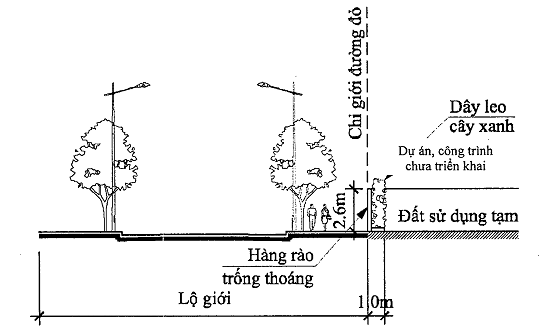 Chỉ giới đường đỏ
Dây leo
cây xanh
Dự án, công trình
chưa triển khai
2,6m
Đất sử dụng tạm
Hàng rào
trống thoáng
Lộ giới
1,0m